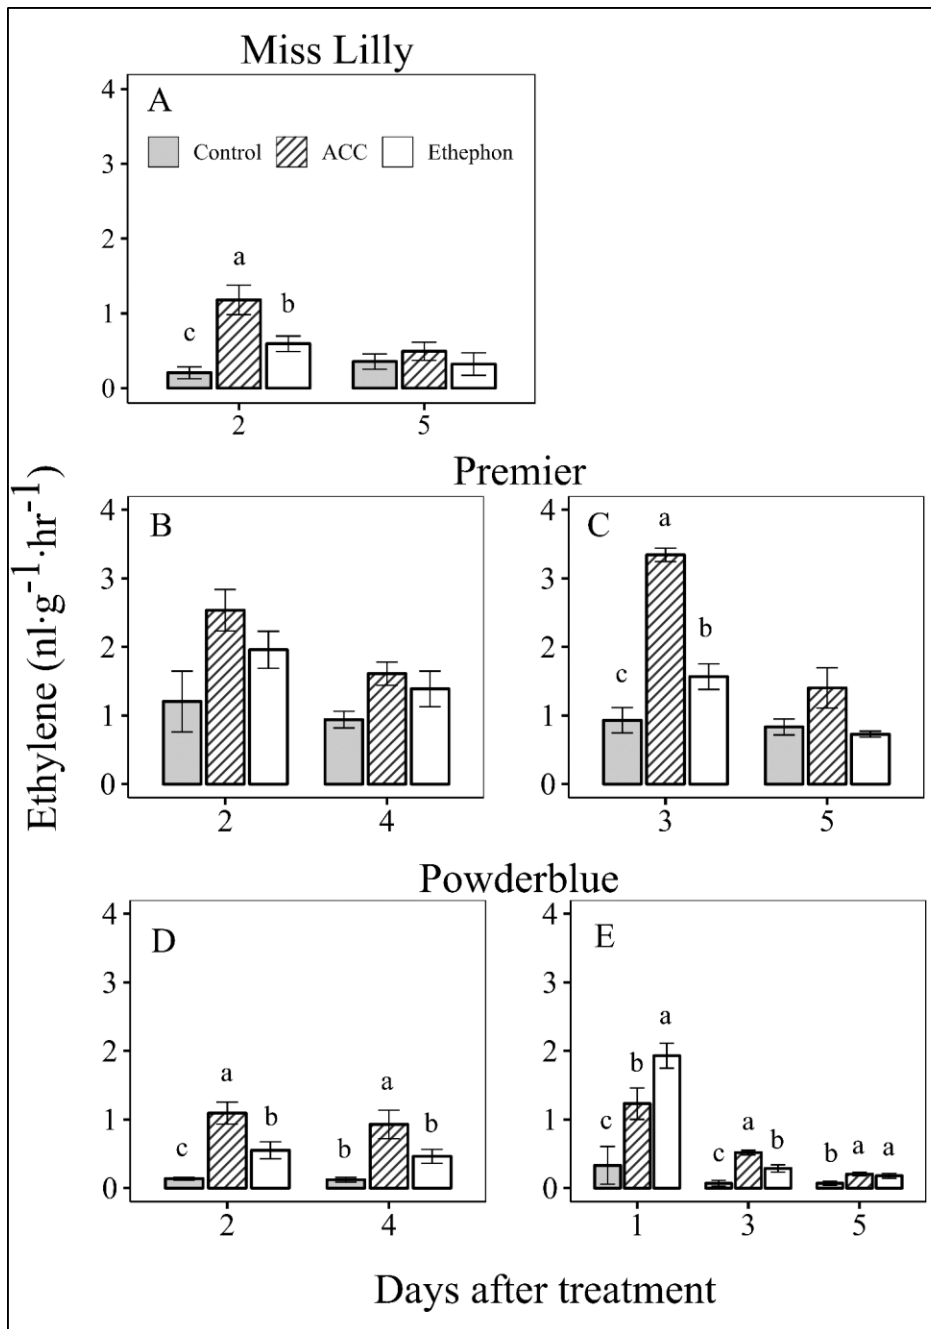 Miss Lilly
A
Control ACC Ethephon
4
3
2
1
0
c a b
2 5
Premier
B
4
3
2
1
0
2 4
C
4
3
2
1
0
c a b
3 5
Powderblue
D
4
3
2
1
0
c a b b a b
2 4
E
4
3
2
1
0
c b a c a b b a a
1 3 5
Ethylene (nl·g⁻¹·hr⁻¹)
Days after treatment